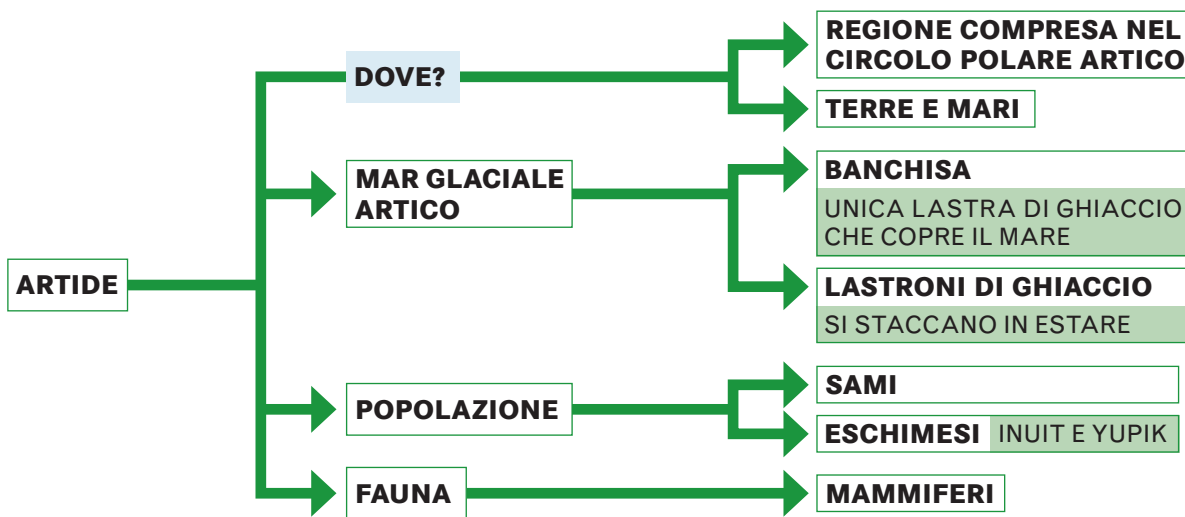 ARTIDE
DOVE?
REGIONE COMPRESA NEL
CIRCOLO POLARE ARTICO
TERRE E MARI
MAR GLACIALE
ARTICO
BANCHISA
UNICA LASTRA DI GHIACCIO
CHE COPRE IL MARE
LASTRONI DI GHIACCIO
SI STACCANO IN ESTARE
POPOLAZIONE
SAMI
ESCHIMESI INUIT E YUPIK
FAUNA
MAMMIFERI